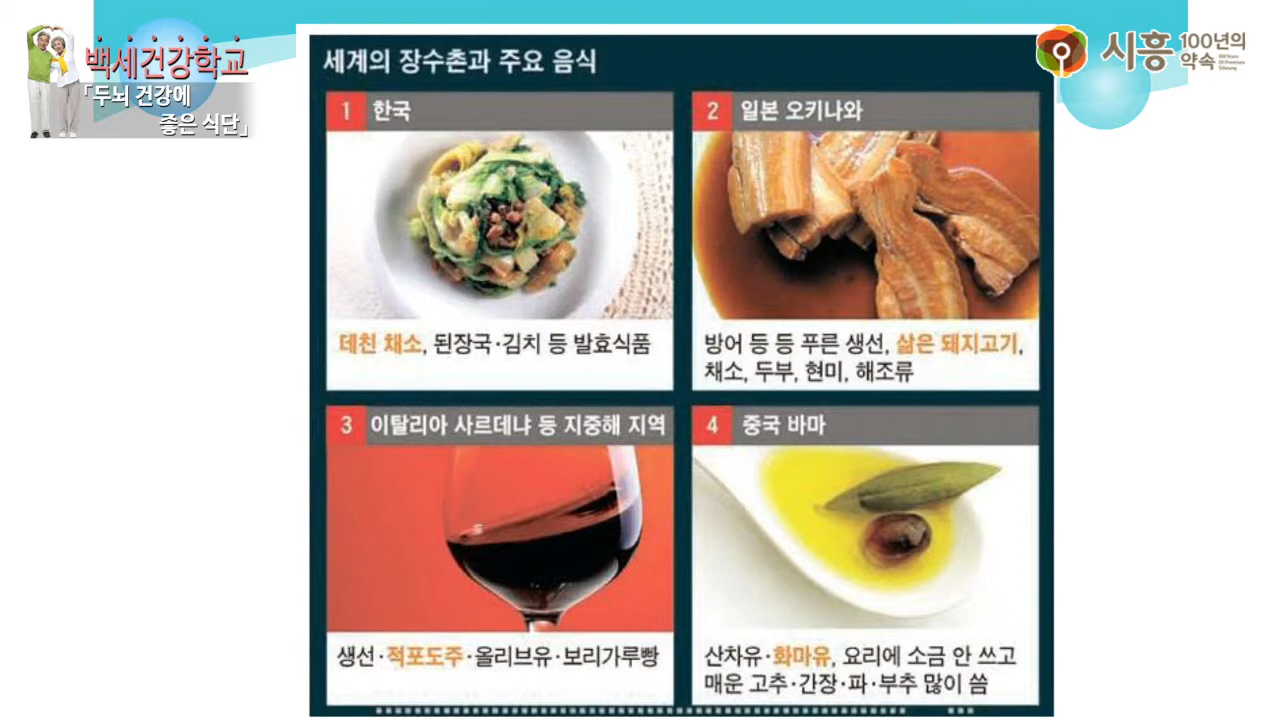 백세건강학교
「두뇌 건강에
좋은 식단」
시흥 100년의
약속
세계의 장수촌과 주요 음식
1 한국
데친 채소, 된장국·김치 등 발효식품
2 일본 오키나와
방어 등 등 푸른 생선, 삶은 돼지고기,
채소, 두부, 현미, 해조류
3 이탈리아 사르데냐 등 지중해 지역
생선·적포도주·올리브유·보리가루빵
4 중국 바마
산차유·화마유, 요리에 소금 안 쓰고
매운 고추·간장·파·부추 많이 씀